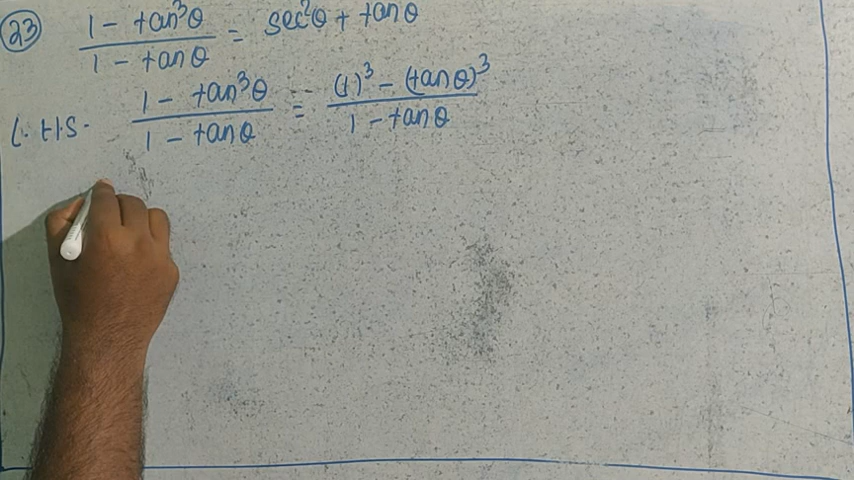 (23) (1 - tan³θ)/(1 - tanθ) = sec²θ + tanθ
L.H.S. (1 - tan³θ)/(1 - tanθ) = ((1)³ - (tanθ)³)/(1 - tanθ)